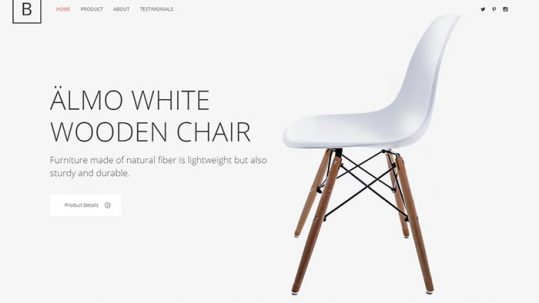 B
HOME PRODUCT ABOUT TESTIMONIALS
ÄLMO WHITE
WOODEN CHAIR
Furniture made of natural fiber is lightweight but also
sturdy and durable.
Product Details